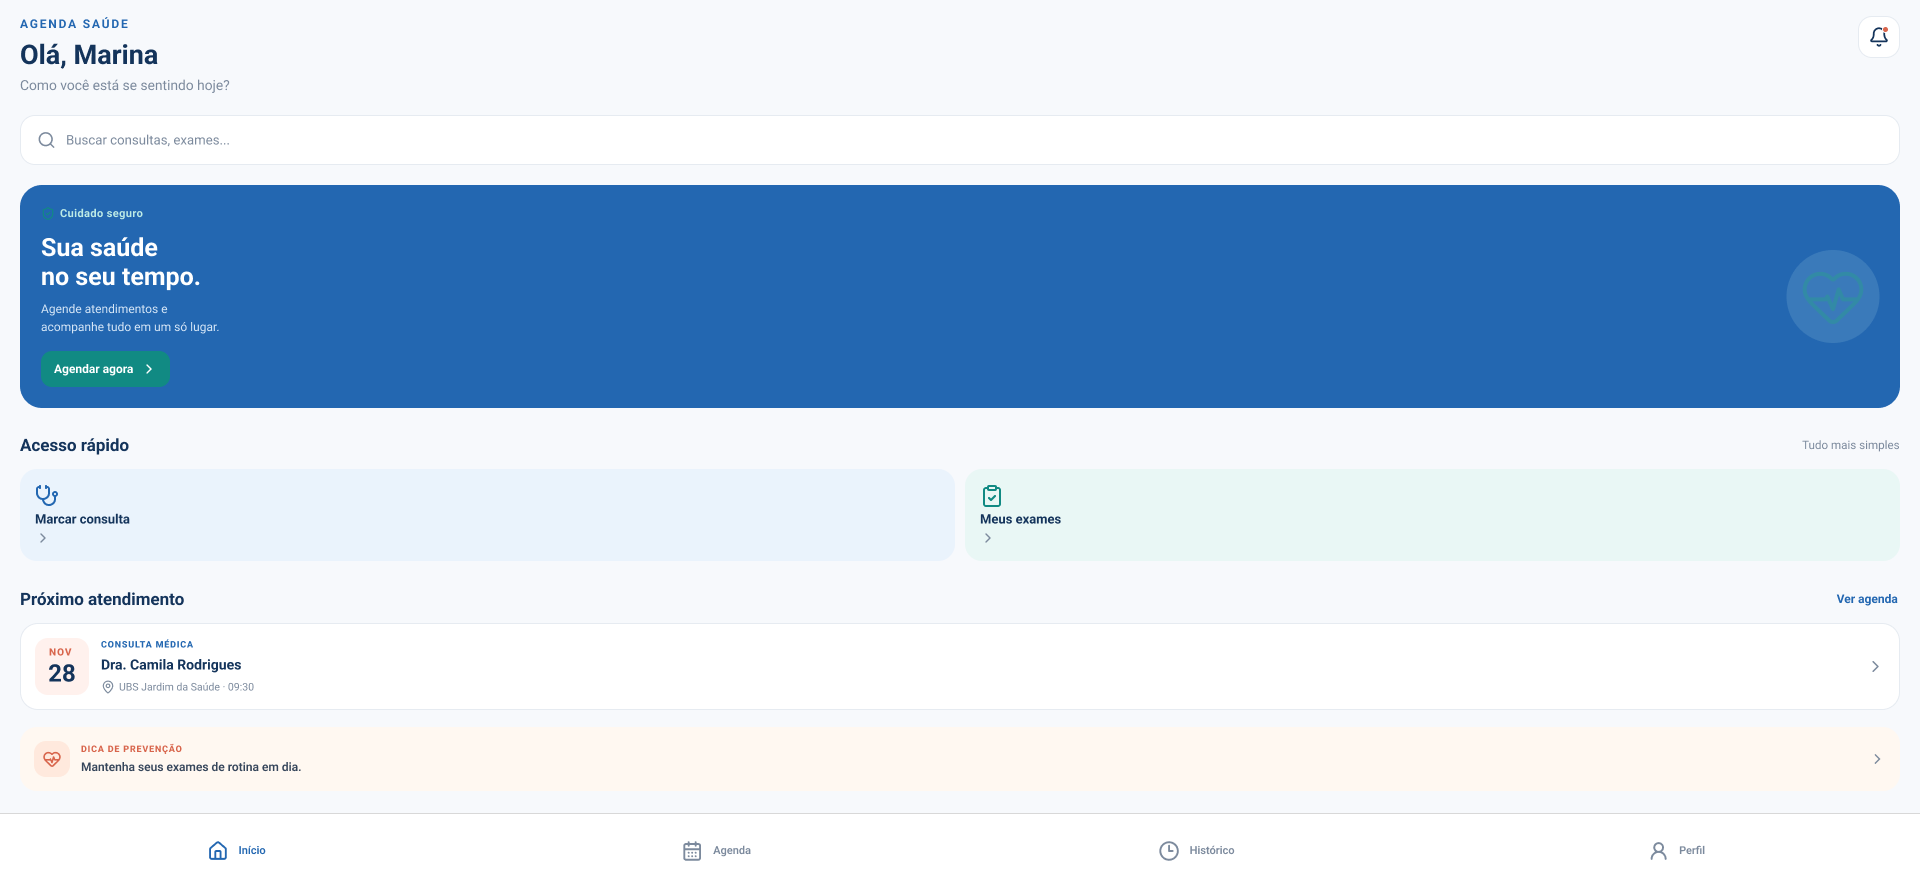 AGENDA SAÚDE
Olá, Marina
Como você está se sentindo hoje?
Buscar consultas, exames...
Cuidado seguro
Sua saúde
no seu tempo.
Agende atendimentos e
acompanhe tudo em um só lugar.
Agendar agora
Acesso rápido
Tudo mais simples
Marcar consulta
Meus exames
Próximo atendimento
Ver agenda
NOV
28
CONSULTA MÉDICA
Dra. Camila Rodrigues
UBS Jardim da Saúde · 09:30
DICA DE PREVENÇÃO
Mantenha seus exames de rotina em dia.
Início
Agenda
Histórico
Perfil